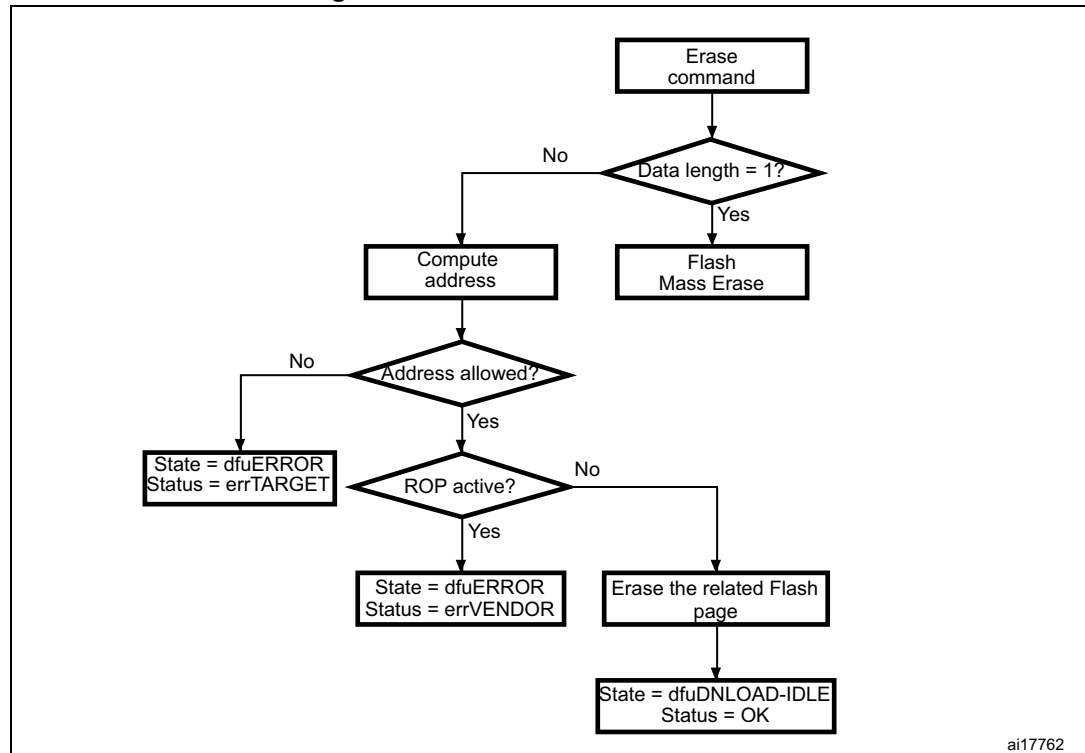 Erase
command
No
Data length = 1?
Yes
Compute
address
Flash
Mass Erase
No
Address allowed?
Yes
State = dfuERROR
Status = errTARGET
ROP active?
No
Yes
State = dfuERROR
Status = errVENDOR
Erase the related Flash
page
State = dfuDNLOAD-IDLE
Status = OK
ai17762